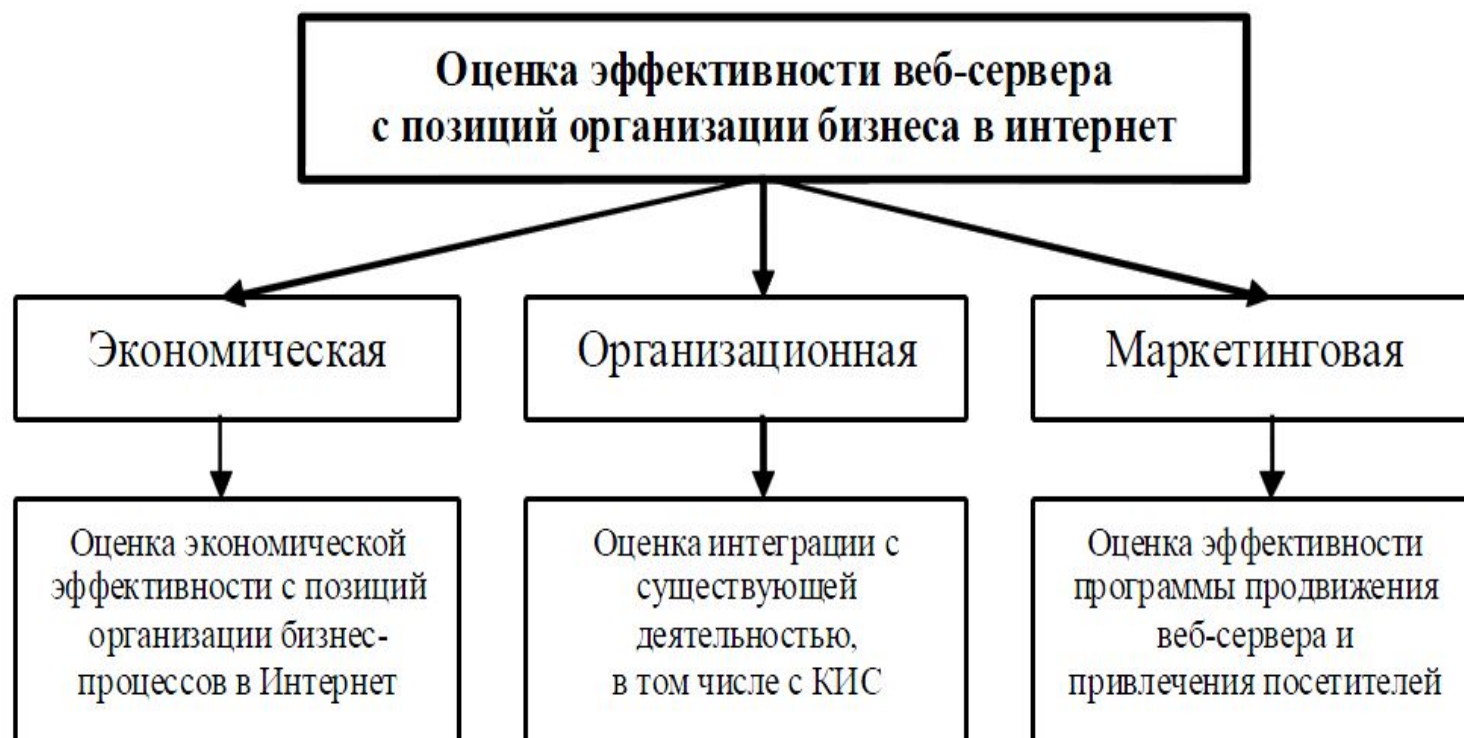 Оценка эффективности веб-сервера
с позиций организации бизнеса в интернет
Экономическая
Организационная
Маркетинговая
Оценка экономической
эффективности с позиций
организации бизнес-
процессов в Интернет
Оценка интеграции с
существующей
деятельностью,
в том числе с КИС
Оценка эффективности
программы продвижения
веб-сервера и
привлечения посетителей